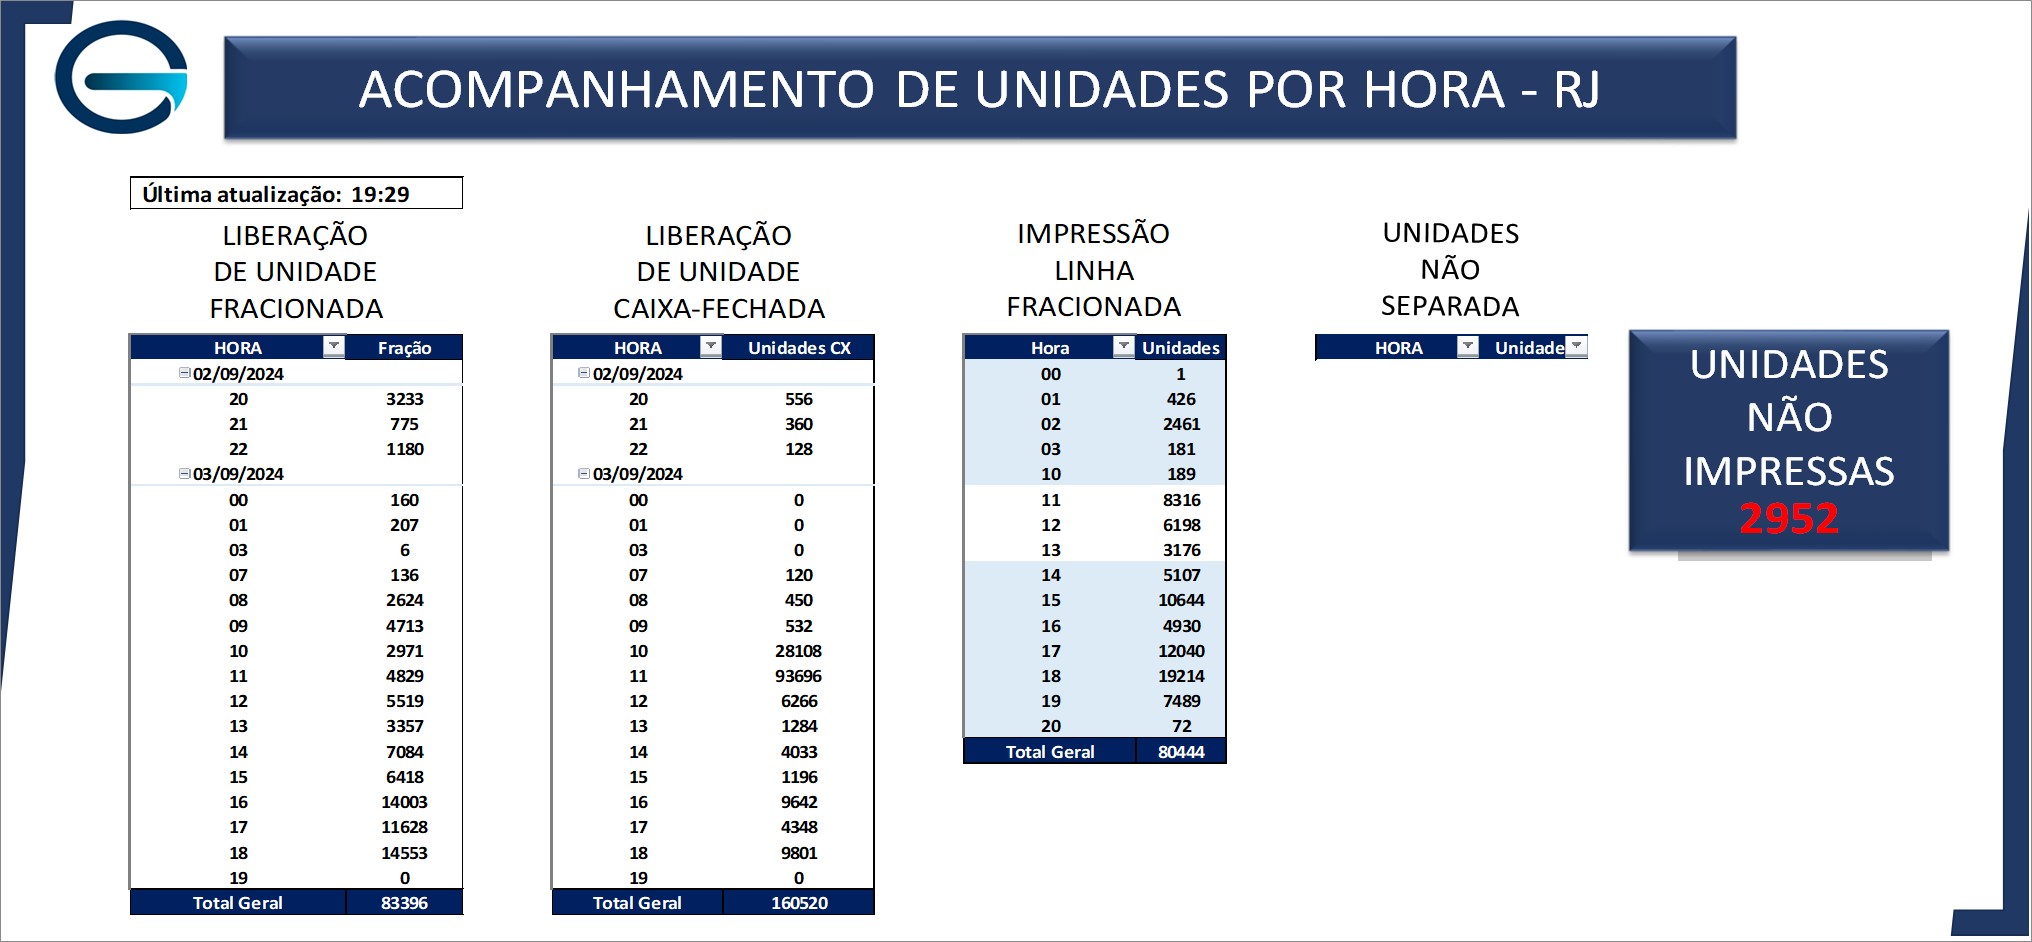 ACOMPANHAMENTO DE UNIDADES POR HORA - RJ
Última atualização: 19:29
LIBERAÇÃO
DE UNIDADE
FRACIONADA
HORA Fração
02/09/2024
20 3233
21 775
22 1180
03/09/2024
00 160
01 207
03 6
07 136
08 2624
09 4713
10 2971
11 4829
12 5519
13 3357
14 7084
15 6418
16 14003
17 11628
18 14553
19 0
Total Geral 83396
LIBERAÇÃO
DE UNIDADE
CAIXA-FECHADA
HORA Unidades CX
02/09/2024
20 556
21 360
22 128
03/09/2024
00 0
01 0
03 0
07 120
08 450
09 532
10 28108
11 93696
12 6266
13 1284
14 4033
15 1196
16 9642
17 4348
18 9801
19 0
Total Geral 160520
IMPRESSÃO
LINHA
FRACIONADA
Hora Unidades
00 1
01 426
02 2461
03 181
10 189
11 8316
12 6198
13 3176
14 5107
15 10644
16 4930
17 12040
18 19214
19 7489
20 72
Total Geral 80444
UNIDADES
NÃO
SEPARADA
HORA Unidade
UNIDADES
NÃO
IMPRESSAS
2952